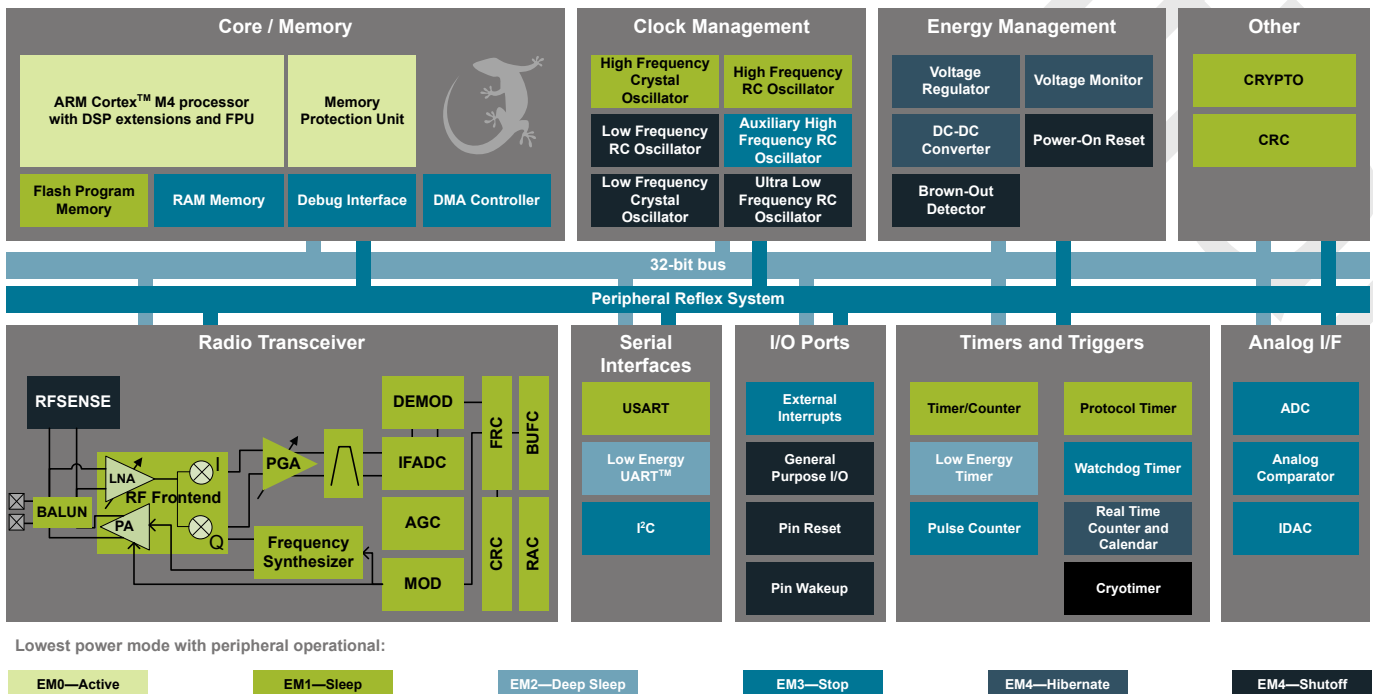 Core / Memory
ARM Cortex™ M4 processor
with DSP extensions and FPU
Memory
Protection Unit
Flash Program
Memory
RAM Memory
Debug Interface
DMA Controller
Clock Management
High Frequency
Crystal
Oscillator
High Frequency
RC Oscillator
Low Frequency
RC Oscillator
Auxiliary High
Frequency RC
Oscillator
Low Frequency
Crystal
Oscillator
Ultra Low
Frequency RC
Oscillator
Energy Management
Voltage
Regulator
Voltage Monitor
DC-DC
Converter
Power-On Reset
Brown-Out
Detector
Other
CRYPTO
CRC
32-bit bus
Peripheral Reflex System
Radio Transceiver
RFSENSE
BALUN
LNA
RF Frontend
PA
I
Q
PGA
Frequency
Synthesizer
DEMOD
IFADC
AGC
MOD
FRC
BUFC
CRC
RAC
Serial
Interfaces
USART
Low Energy
UART™
I²C
I/O Ports
External
Interrupts
General
Purpose I/O
Pin Reset
Pin Wakeup
Timers and Triggers
Timer/Counter
Protocol Timer
Low Energy
Timer
Watchdog Timer
Pulse Counter
Real Time
Counter and
Calendar
Cryotimer
Analog I/F
ADC
Analog
Comparator
IDAC
Lowest power mode with peripheral operational:
EM0—Active
EM1—Sleep
EM2—Deep Sleep
EM3—Stop
EM4—Hibernate
EM4—Shutoff